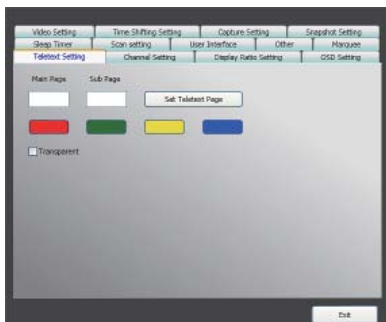 Video Setting Time Shifting Setting Capture Setting Snapshot Setting
Sleep Timer Scan setting User Interface Other Marquee
Teletext Setting Channel Setting Display Ratio Setting OSD Setting
Main Page Sub Page
Set Teletext Page
Transparent
Exit